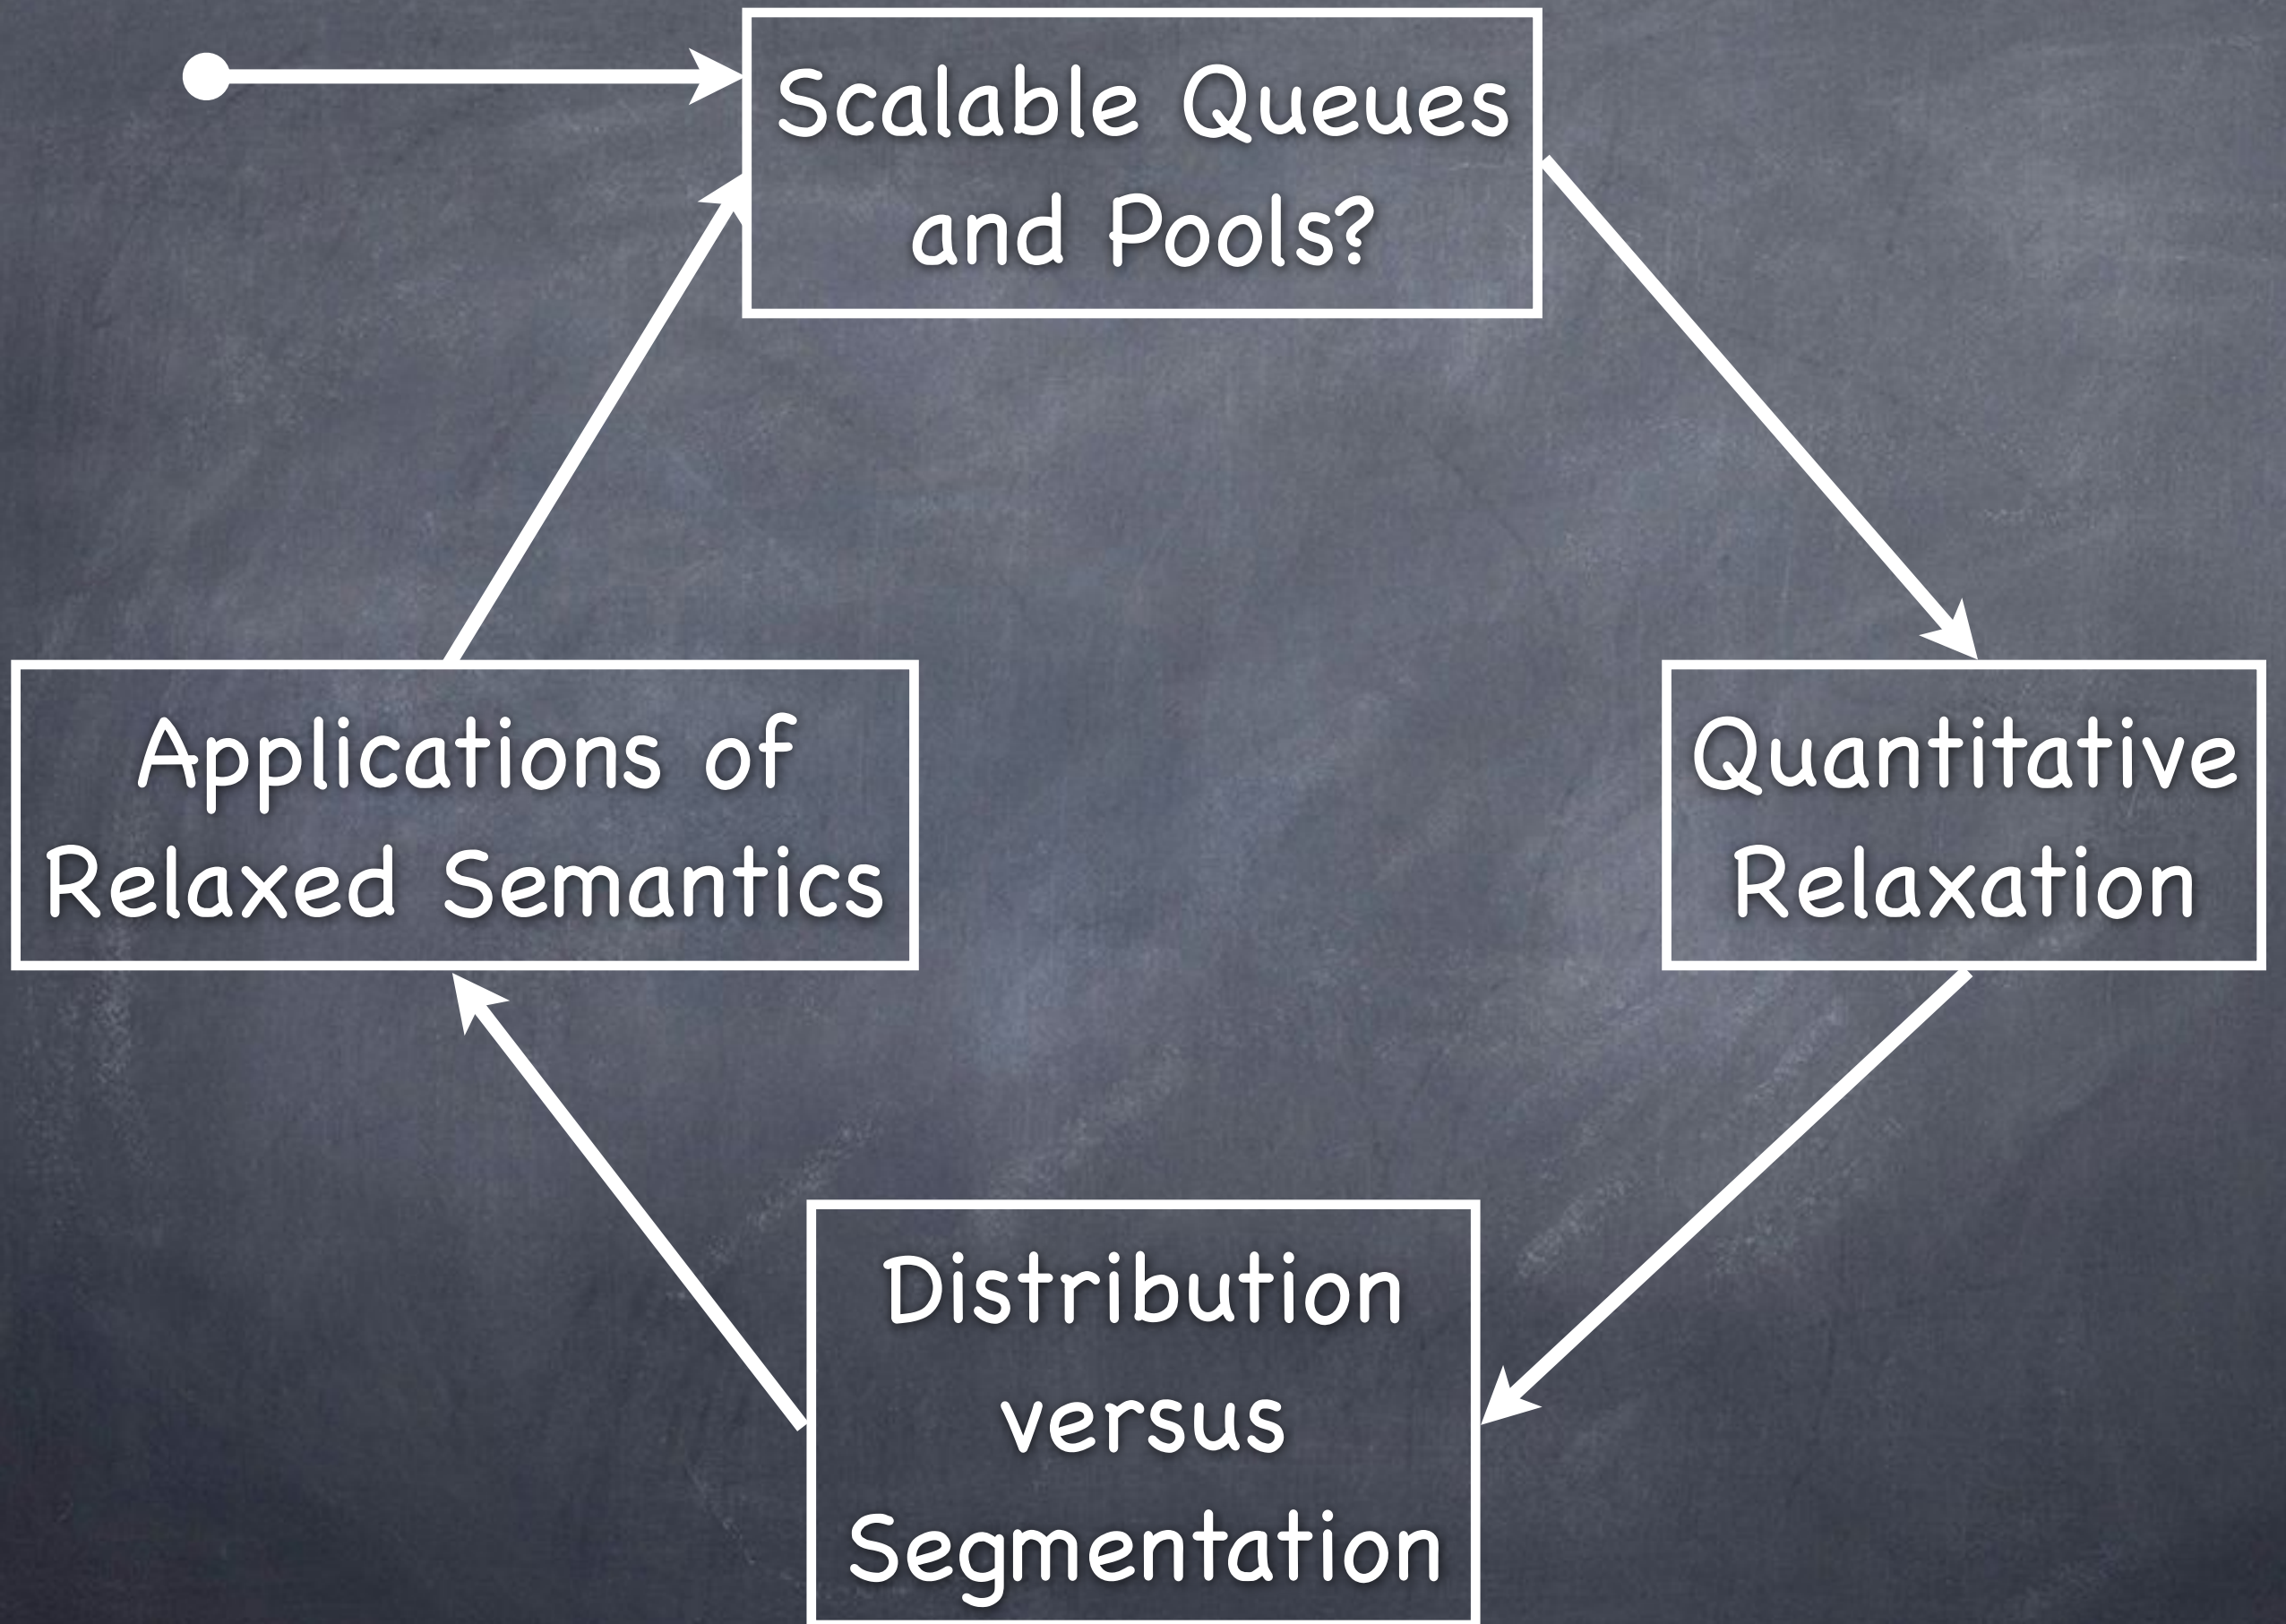 Scalable Queues
and Pools?
Quantitative
Relaxation
Distribution
versus
Segmentation
Applications of
Relaxed Semantics